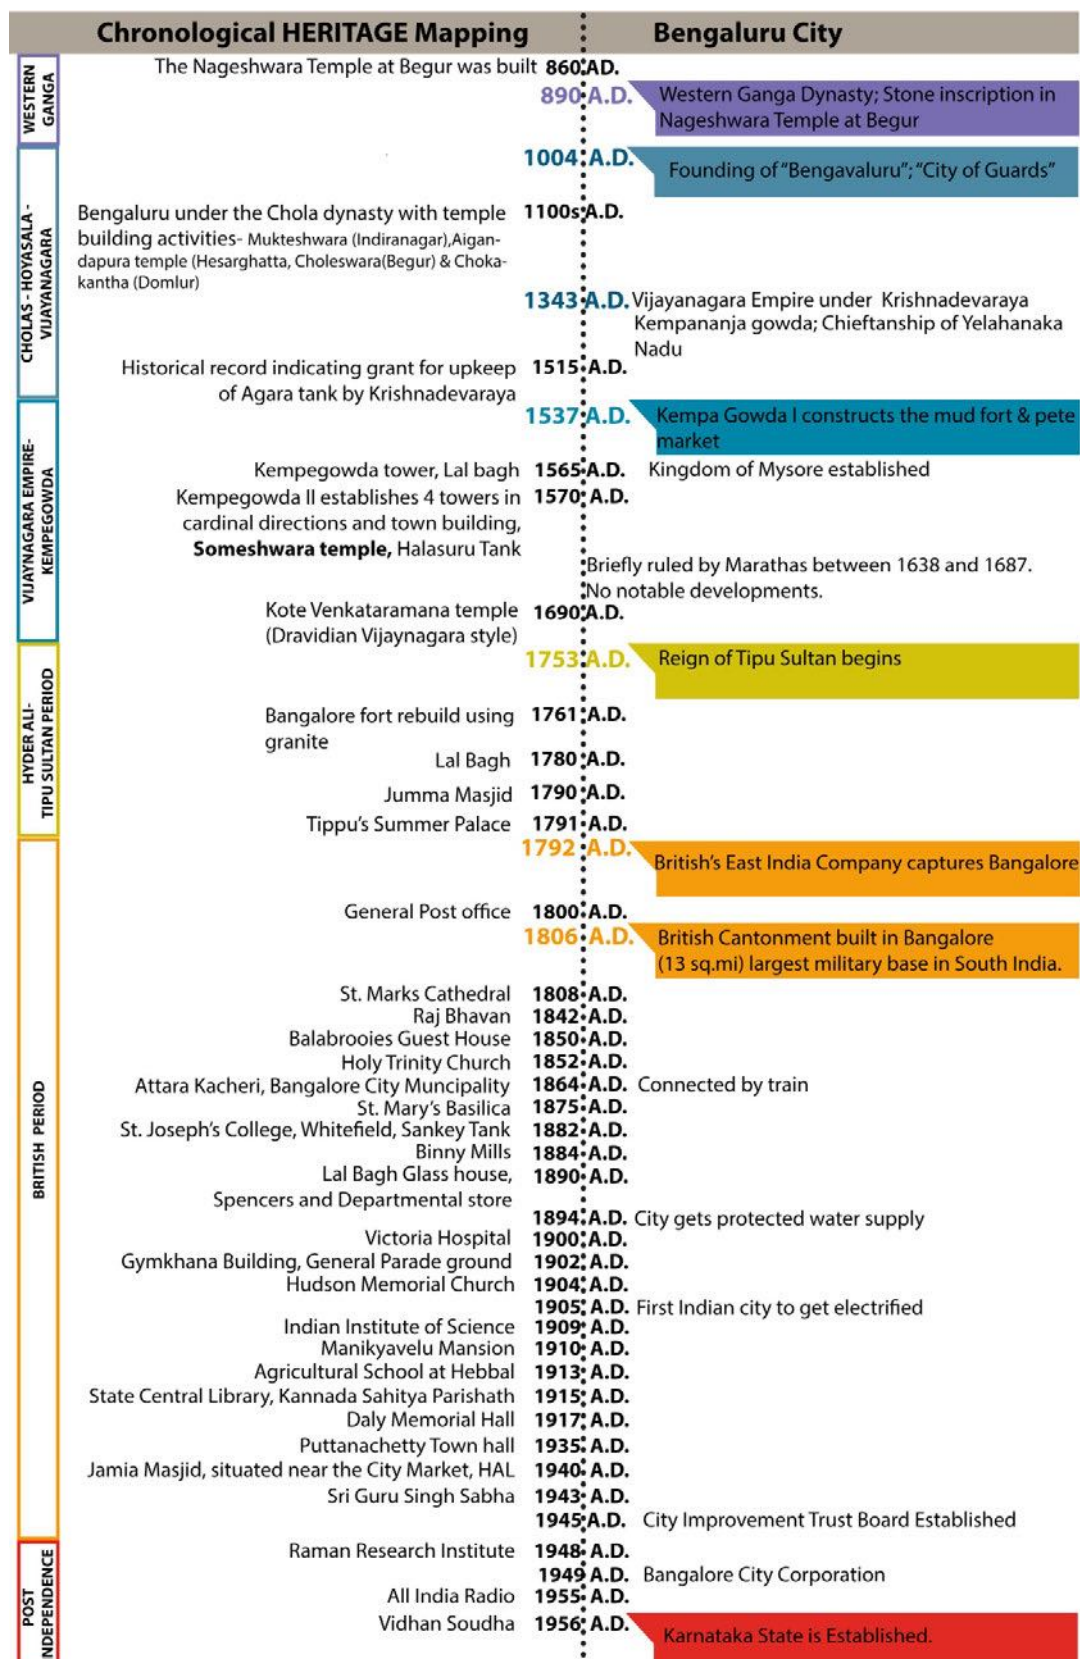 Chronological HERITAGE Mapping
Bengaluru City
WESTERN
GANGA
The Nageshwara Temple at Begur was built 860 AD.
890 A.D.
Western Ganga Dynasty; Stone inscription in
Nageshwara Temple at Begur
CHOLAS - HOYASALA -
VIJAYANAGARA
1004 A.D.
Founding of "Bengavaluru"; "City of Guards"
Bengaluru under the Chola dynasty with temple 1100s A.D.
building activities- Mukteshwara (Indiranagar),Aigan-
dapura temple (Hesarghatta, Choleswara(Begur) & Choka-
kantha (Domlur)
1343 A.D. Vijayanagara Empire under Krishnadevaraya
Kempananja gowda; Chieftanship of Yelahanaka
Nadu
Historical record indicating grant for upkeep 1515 A.D.
of Agara tank by Krishnadevaraya
VIJAYNAGARA EMPIRE-
KEMPEGOWDA
1537 A.D.
Kempa Gowda I constructs the mud fort & pete
market
Kempegowda tower, Lal bagh 1565 A.D. Kingdom of Mysore established
Kempegowda II establishes 4 towers in 1570 A.D.
cardinal directions and town building,
Someshwara temple, Halasuru Tank
Briefly ruled by Marathas between 1638 and 1687.
No notable developments.
Kote Venkataramana temple 1690 A.D.
(Dravidian Vijaynagara style)
HYDER ALI-
TIPU SULTAN PERIOD
1753 A.D. Reign of Tipu Sultan begins
Bangalore fort rebuild using 1761 A.D.
granite
Lal Bagh 1780 A.D.
Jumma Masjid 1790 A.D.
Tippu's Summer Palace 1791 A.D.
BRITISH PERIOD
1792 A.D.
British's East India Company captures Bangalore
General Post office 1800 A.D.
1806 A.D. British Cantonment built in Bangalore
(13 sq.mi) largest military base in South India.
St. Marks Cathedral 1808 A.D.
Raj Bhavan 1842 A.D.
Balabrooies Guest House 1850 A.D.
Holy Trinity Church 1852 A.D.
Attara Kacheri, Bangalore City Muncipality 1864 A.D. Connected by train
St. Mary's Basilica 1875 A.D.
St. Joseph's College, Whitefield, Sankey Tank 1882 A.D.
Binny Mills 1884 A.D.
Lal Bagh Glass house, 1890 A.D.
Spencers and Departmental store
1894 A.D. City gets protected water supply
Victoria Hospital 1900 A.D.
Gymkhana Building, General Parade ground 1902 A.D.
Hudson Memorial Church 1904 A.D.
1905 A.D. First Indian city to get electrified
Indian Institute of Science 1909 A.D.
Manikyavelu Mansion 1910 A.D.
Agricultural School at Hebbal 1913 A.D.
State Central Library, Kannada Sahitya Parishath 1915 A.D.
Daly Memorial Hall 1917 A.D.
Puttanachetty Town hall 1935 A.D.
Jamia Masjid, situated near the City Market, HAL 1940 A.D.
Sri Guru Singh Sabha 1943 A.D.
1945 A.D. City Improvement Trust Board Established
POST
NDEPENDENCE
Raman Research Institute 1948 A.D.
1949 A.D. Bangalore City Corporation
All India Radio 1955 A.D.
Vidhan Soudha 1956 A.D.
Karnataka State is Established.